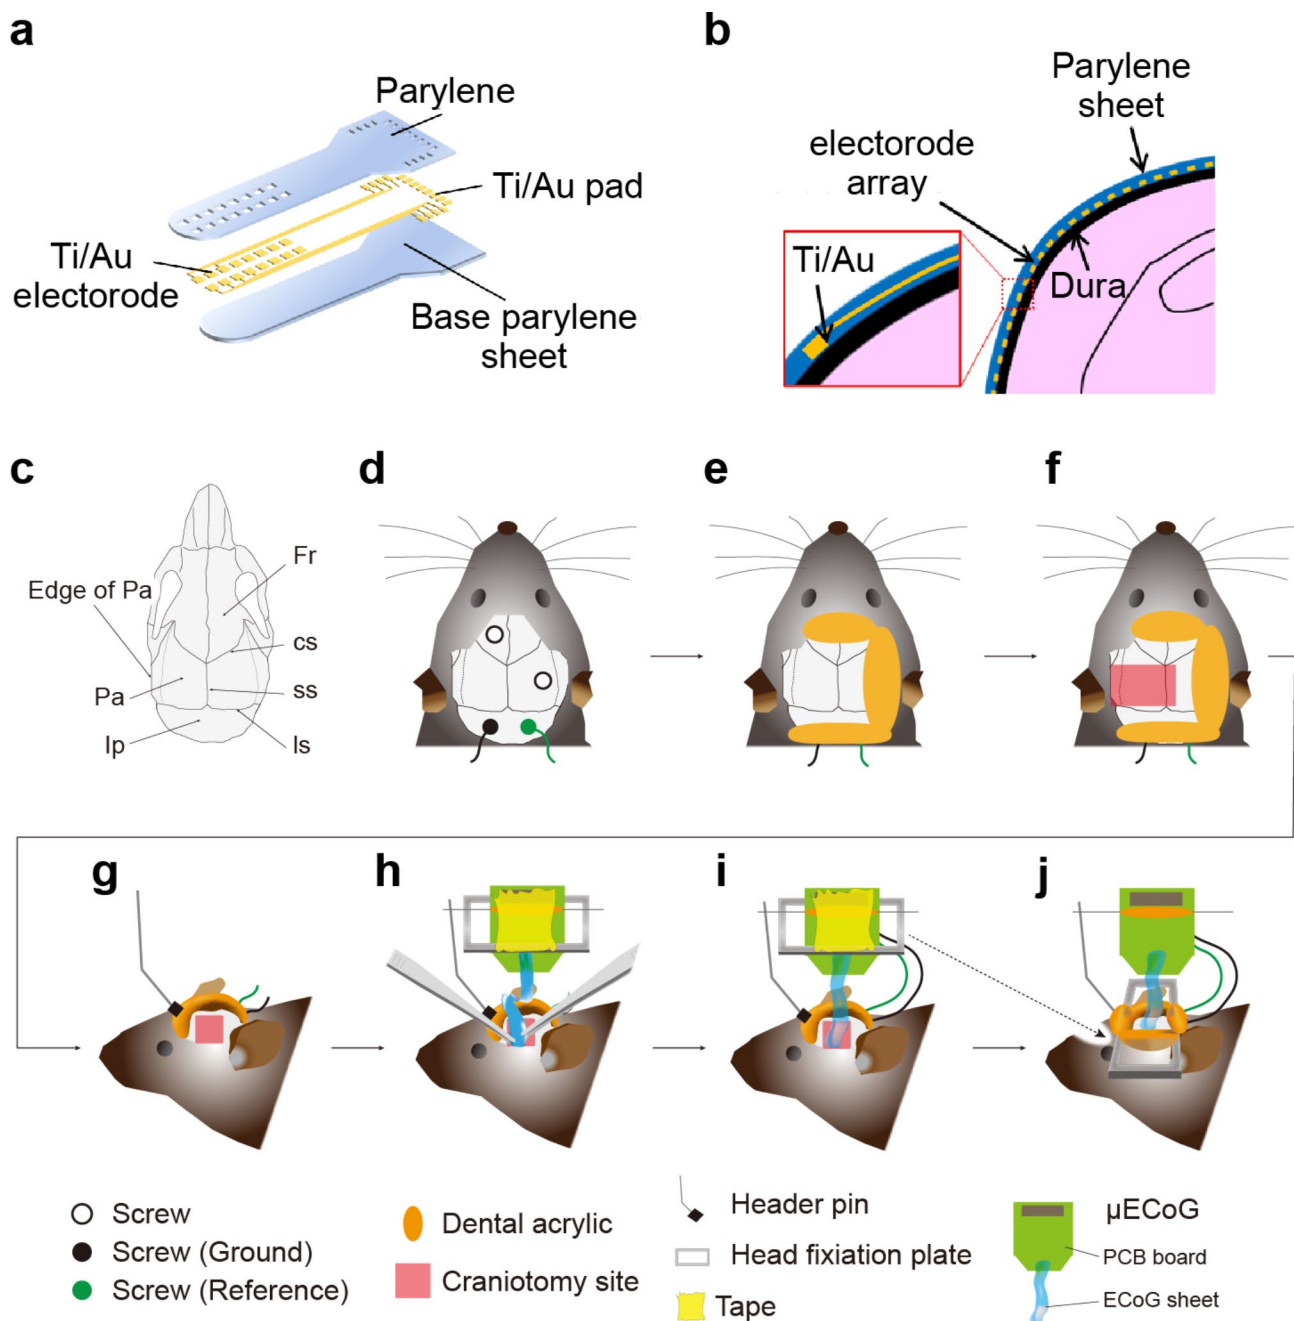 a
Parylene
Ti/Au pad
Ti/Au
electorode
Base parylene
sheet
b
Parylene
sheet
electorode
array
Ti/Au
Dura
c
Fr
Edge of Pa
cs
Pa
ss
Ip
ls
d
e
f
g
h
i
j
Screw
Screw (Ground)
Screw (Reference)
Dental acrylic
Craniotomy site
Header pin
Head fixiation plate
Tape
µECoG
PCB board
ECoG sheet